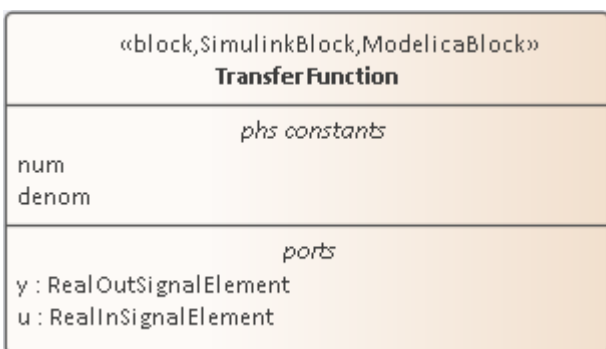 «block,SimulinkBlock,ModelicaBlock»
TransferFunction
phs constants
num
denom
ports
y : RealOutSignalElement
u : RealInSignalElement